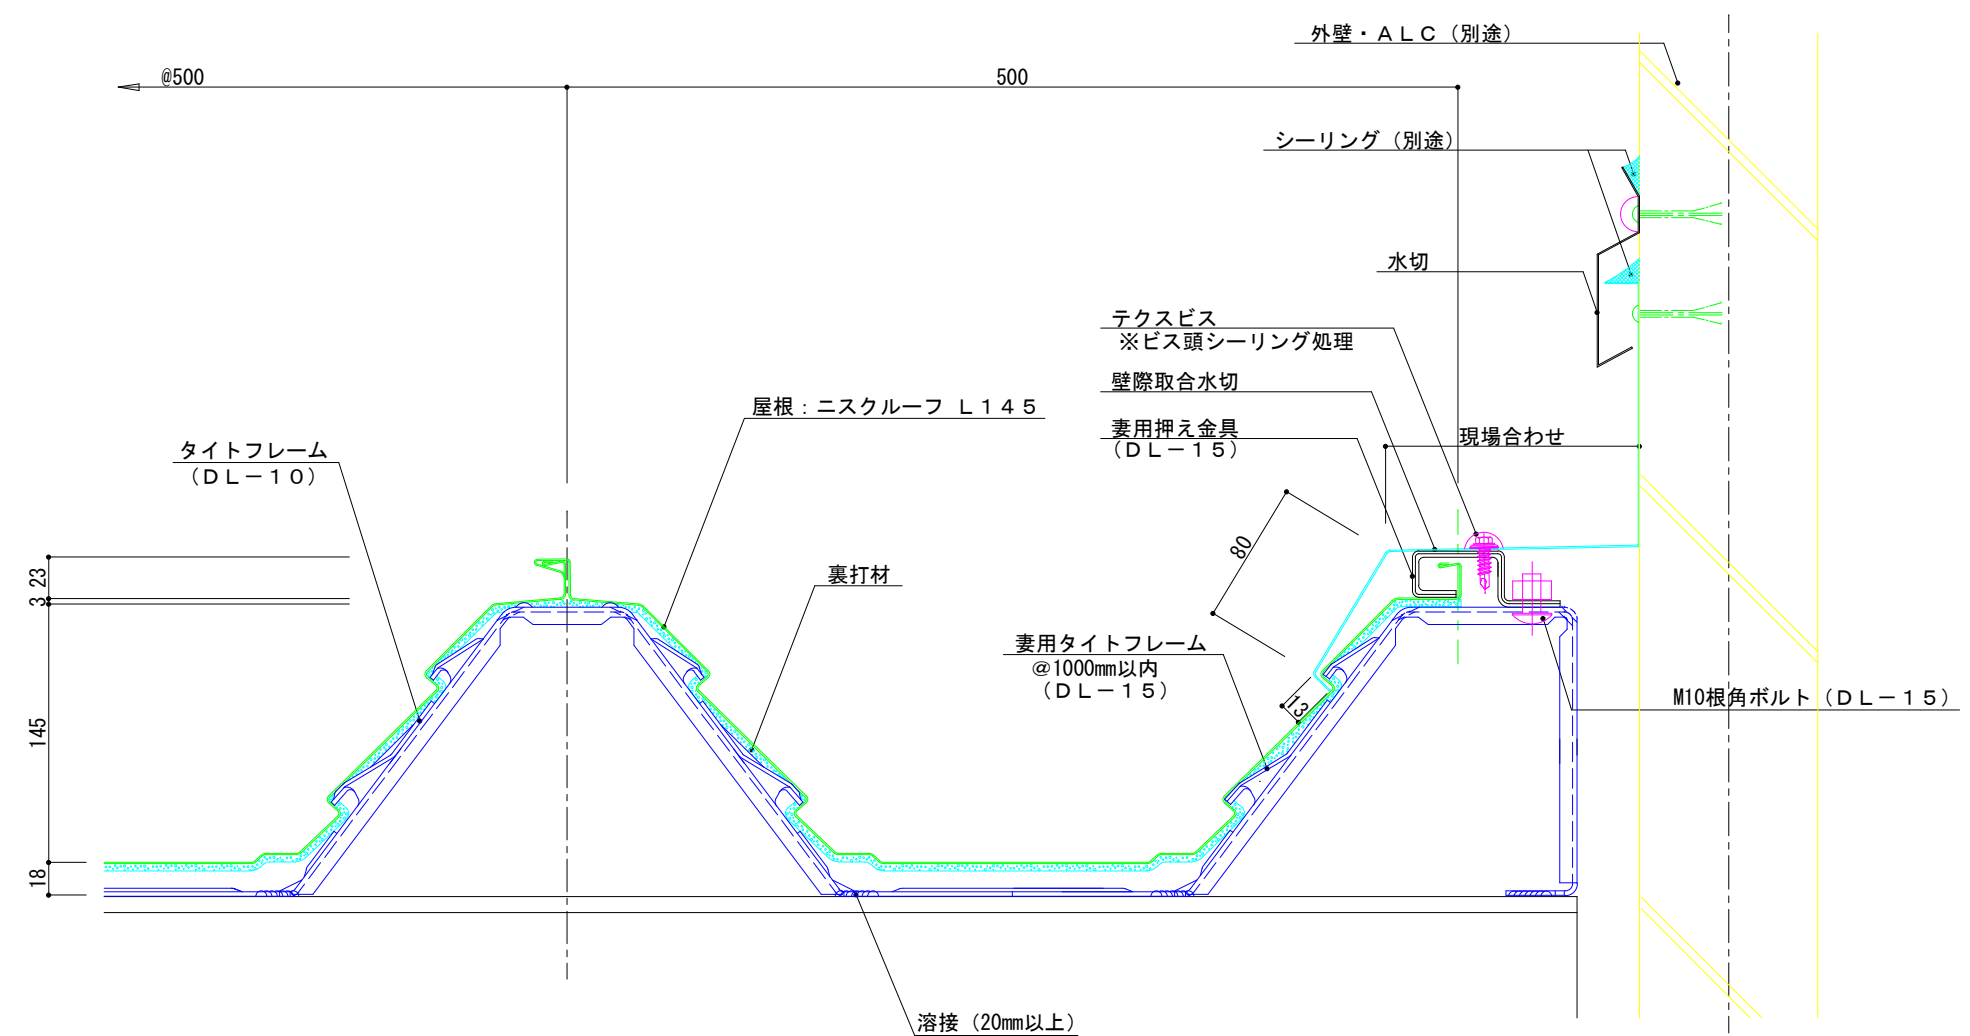 外壁・ＡＬＣ（別途）
@500
500
シーリング（別途）
水切
テクスビス
※ビス頭シーリング処理
壁際取合水切
屋根：ニスクルーフ Ｌ１４５
妻用押え金具
（ＤＬ－１５）
現場合わせ
タイトフレーム
（ＤＬ－１０）
80
裏打材
23
3
妻用タイトフレーム
@1000mm以内
（ＤＬ－１５）
13
M10根角ボルト（ＤＬ－１５）
145
18
溶接（20mm以上）